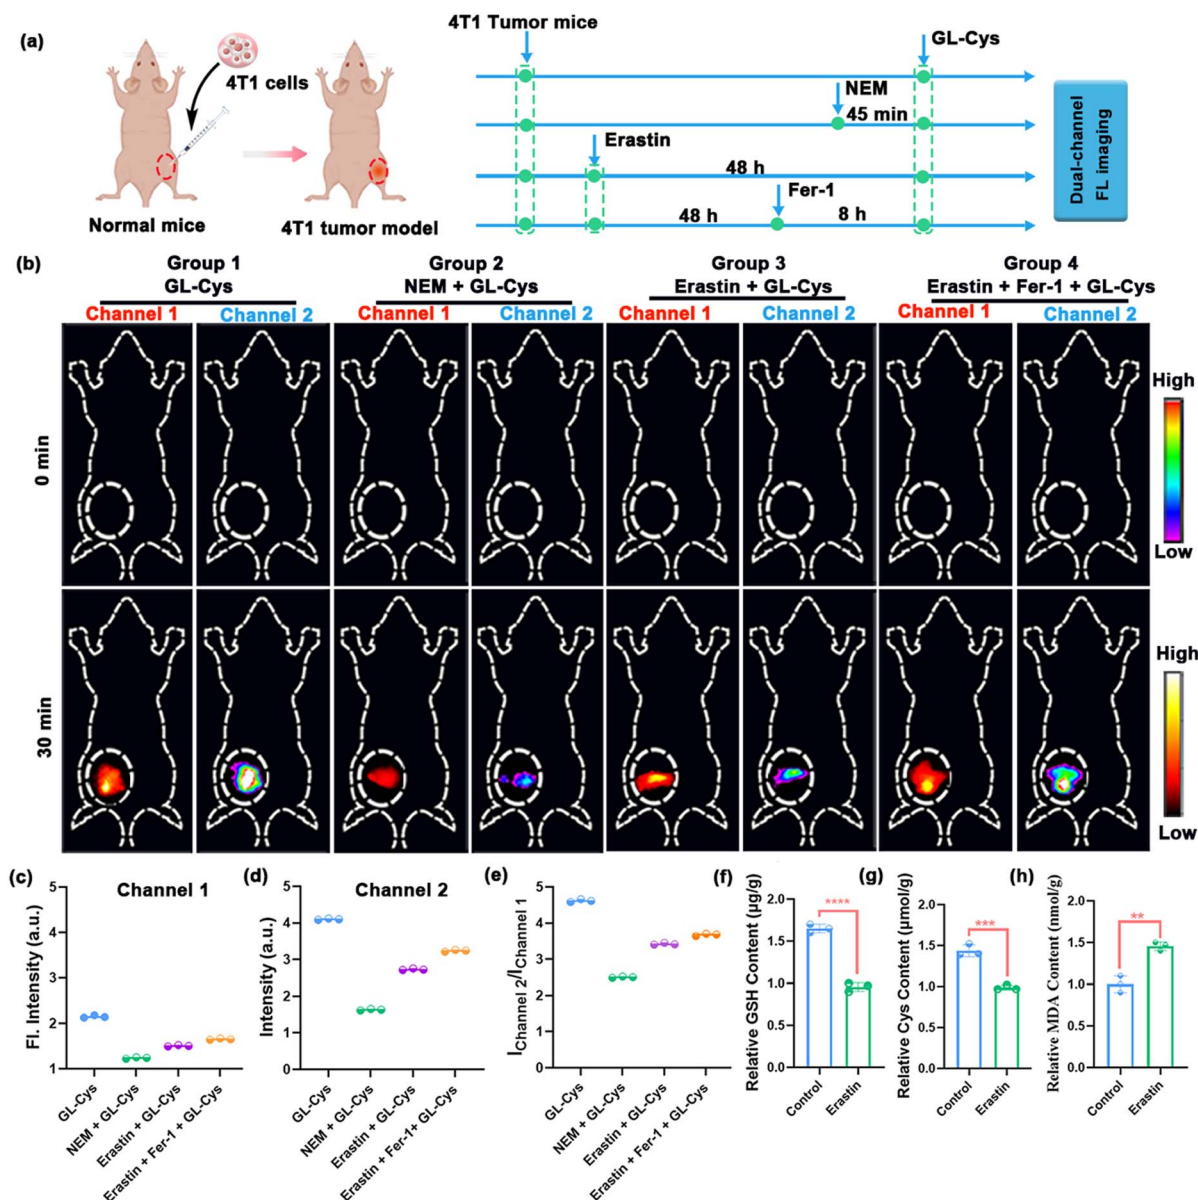 (a)
4T1 cells
Normal mice
4T1 tumor model
4T1 Tumor mice
GL-Cys
NEM
45 min
Erastin
48 h
Fer-1
48 h
8 h
Dual-channel
FL imaging
(b)
Group 1
GL-Cys
Group 2
NEM + GL-Cys
Group 3
Erastin + GL-Cys
Group 4
Erastin + Fer-1 + GL-Cys
Channel 1
Channel 2
Channel 1
Channel 2
Channel 1
Channel 2
Channel 1
Channel 2
0 min
High
Low
30 min
High
Low
(c)
Channel 1
Fl. Intensity (a.u.)
5
4
3
2
1
GL-Cys
NEM + GL-Cys
Erastin + GL-Cys
Erastin + Fer-1 + GL-Cys
(d)
Channel 2
Intensity (a.u.)
5
4
3
2
1
0
GL-Cys
NEM + GL-Cys
Erastin + GL-Cys
Erastin + Fer-1+ GL-Cys
(e)
IChannel 2/IChannel 1
5
4
3
2
1
0
GL-Cys
NEM + GL-Cys
Erastin + GL-Cys
Erastin + Fer-1 + GL-Cys
(f)
Relative GSH Content (μg/g)
2.0
1.5
1.0
0.5
0.0
****
Control
Erastin
(g)
Relative Cys Content (μmol/g)
2.0
1.5
1.0
0.5
0.0
***
Control
Erastin
(h)
Relative MDA Content (nmol/g)
2.0
1.5
1.0
0.5
0.0
**
Control
Erastin